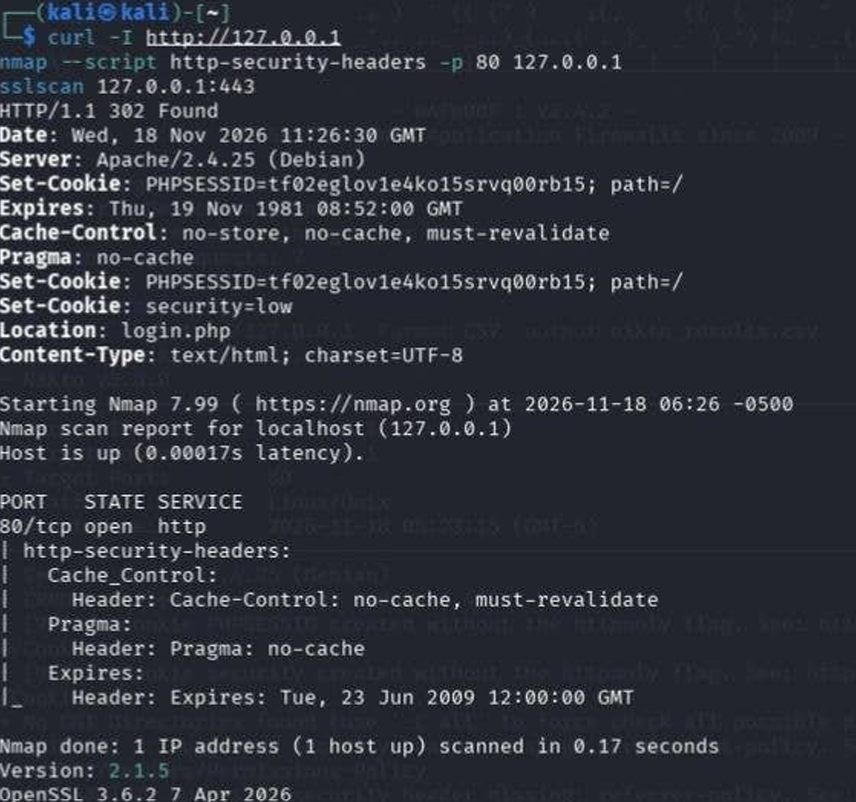 ┌──(kali㉿kali)-[~]
└─$ curl -I http://127.0.0.1
nmap --script http-security-headers -p 80 127.0.0.1
sslscan 127.0.0.1:443
HTTP/1.1 302 Found
Date: Wed, 18 Nov 2026 11:26:30 GMT
Server: Apache/2.4.25 (Debian)
Set-Cookie: PHPSESSID=tf02eglov1e4ko15srvq00rb15; path=/
Expires: Thu, 19 Nov 1981 08:52:00 GMT
Cache-Control: no-store, no-cache, must-revalidate
Pragma: no-cache
Set-Cookie: PHPSESSID=tf02eglov1e4ko15srvq00rb15; path=/
Set-Cookie: security=low
Location: login.php
Content-Type: text/html; charset=UTF-8
Starting Nmap 7.99 ( https://nmap.org ) at 2026-11-18 06:26 -0500
Nmap scan report for localhost (127.0.0.1)
Host is up (0.00017s latency).
PORT   STATE SERVICE
80/tcp open  http
| http-security-headers:
|   Cache_Control:
|     Header: Cache-Control: no-cache, must-revalidate
|   Pragma:
|     Header: Pragma: no-cache
|   Expires:
|_    Header: Expires: Tue, 23 Jun 2009 12:00:00 GMT
Nmap done: 1 IP address (1 host up) scanned in 0.17 seconds
Version: 2.1.5
OpenSSL 3.6.2 7 Apr 2026